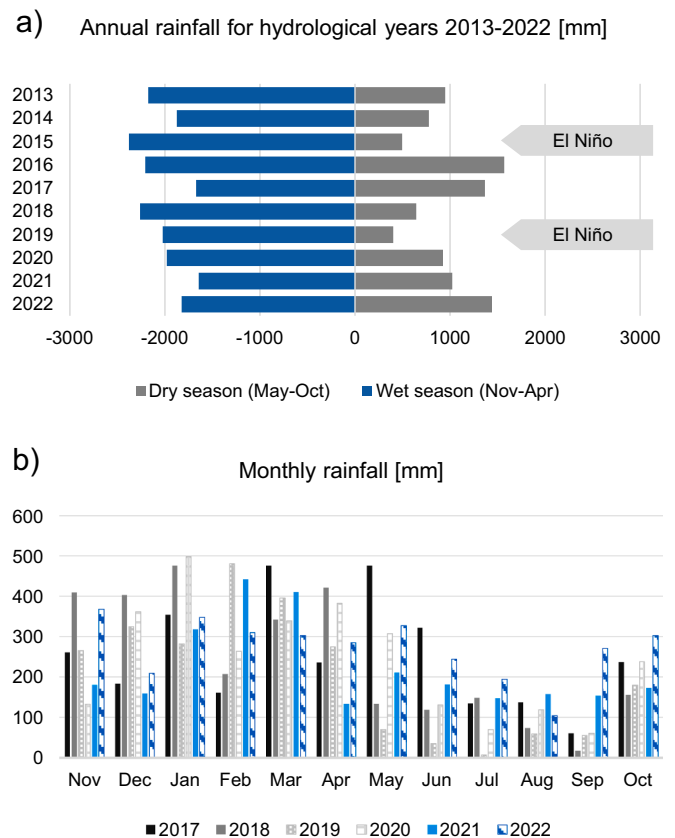 a) Annual rainfall for hydrological years 2013-2022 [mm]
2013
2014
2015 El Niño
2016
2017
2018
2019 El Niño
2020
2021
2022
-3000 -2000 -1000 0 1000 2000 3000
Dry season (May-Oct) Wet season (Nov-Apr)
b) Monthly rainfall [mm]
600
500
400
300
200
100
0
Nov Dec Jan Feb Mar Apr May Jun Jul Aug Sep Oct
2017 2018 2019 2020 2021 2022